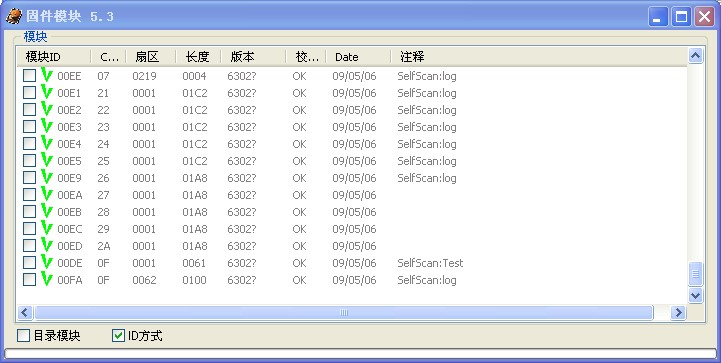 固件模块 5.3
模块
模块ID C... 扇区 长度 版本 校... Date 注释
00EE 07 0219 0004 6302? OK 09/05/06 SelfScan:log
00E1 21 0001 01C2 6302? OK 09/05/06 SelfScan:log
00E2 22 0001 01C2 6302? OK 09/05/06 SelfScan:log
00E3 23 0001 01C2 6302? OK 09/05/06 SelfScan:log
00E4 24 0001 01C2 6302? OK 09/05/06 SelfScan:log
00E5 25 0001 01C2 6302? OK 09/05/06 SelfScan:log
00E9 26 0001 01A8 6302? OK 09/05/06 SelfScan:log
00EA 27 0001 01A8 6302? OK 09/05/06
00EB 28 0001 01A8 6302? OK 09/05/06
00EC 29 0001 01A8 6302? OK 09/05/06
00ED 2A 0001 01A8 6302? OK 09/05/06
00DE 0F 0001 0061 6302? OK 09/05/06 SelfScan:Test
00FA 0F 0062 0100 6302? OK 09/05/06 SelfScan:log
目录模块 ID方式